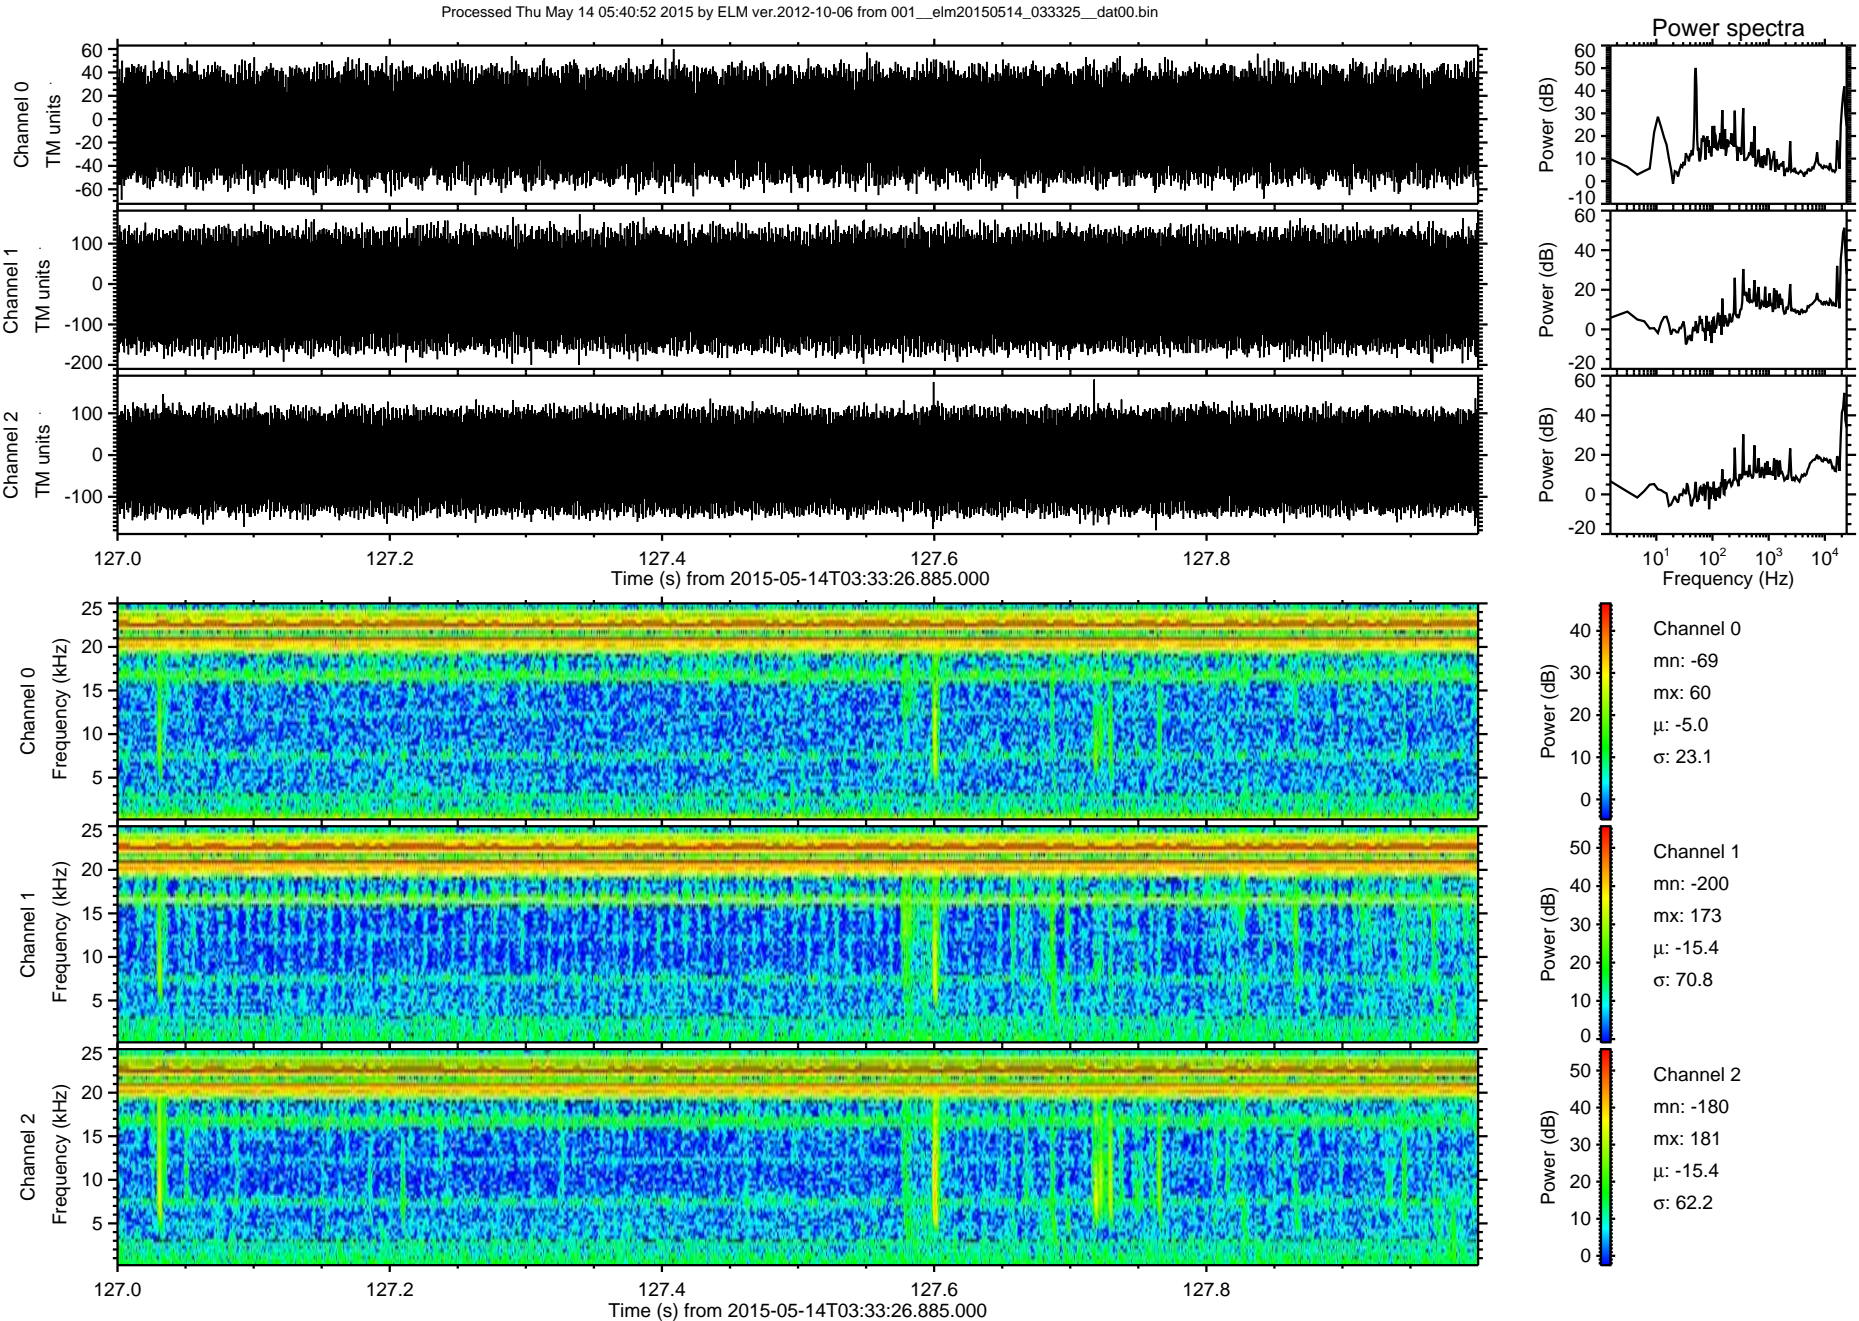 Processed Thu May 14 05:40:52 2015 by ELM ver.2012-10-06 from 001__elm20150514_033325__dat00.bin
Power spectra
Channel 0
TM units
60
40
20
0
-20
-40
-60
Power (dB)
60
50
40
30
20
10
0
-10
Channel 1
TM units
100
0
-100
-200
Power (dB)
60
40
20
0
-20
Channel 2
TM units
100
0
-100
Power (dB)
60
40
20
0
-20
127.0 127.2 127.4 127.6 127.8
Time (s) from 2015-05-14T03:33:26.885.000
10^1 10^2 10^3 10^4
Frequency (Hz)
Channel 0
Frequency (kHz)
25
20
15
10
5
Power (dB)
40
30
20
10
0
Channel 0
mn: -69
mx: 60
μ: -5.0
σ: 23.1
Channel 1
Frequency (kHz)
25
20
15
10
5
Power (dB)
50
40
30
20
10
0
Channel 1
mn: -200
mx: 173
μ: -15.4
σ: 70.8
Channel 2
Frequency (kHz)
25
20
15
10
5
Power (dB)
50
40
30
20
10
0
Channel 2
mn: -180
mx: 181
μ: -15.4
σ: 62.2
127.0 127.2 127.4 127.6 127.8
Time (s) from 2015-05-14T03:33:26.885.000